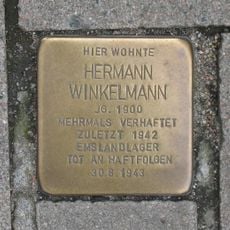 HIER WOHNTE
HERMANN
WINKELMANN
JG. 1900
MEHRMALS VERHAFTET
ZULETZT 1942
EMSLANDLAGER
TOT AN HAFTFOLGEN
30.8.1943